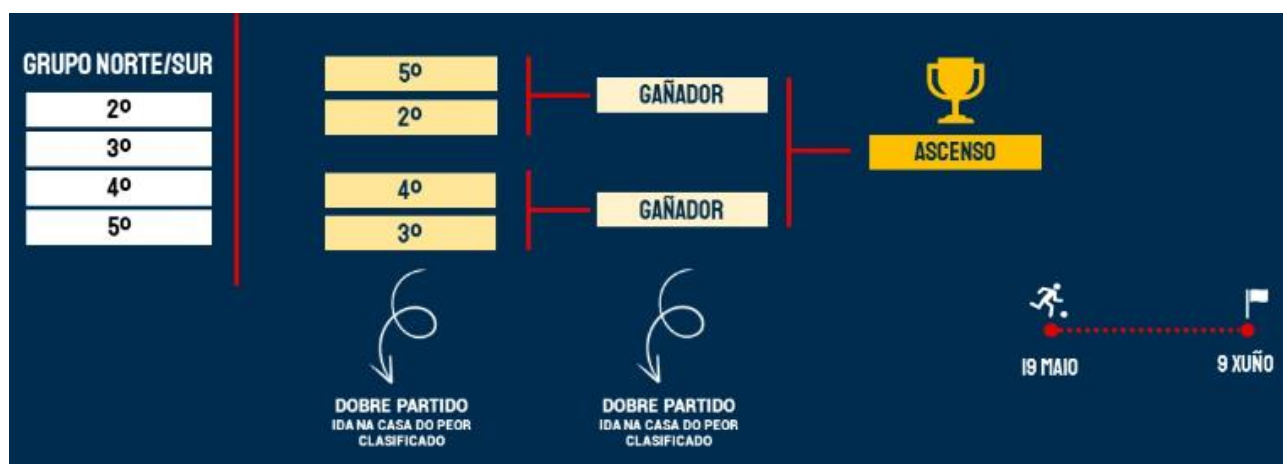 GRUPO NORTE/SUR
2º
3º
4º
5º
5º
2º
4º
3º
GAÑADOR
GAÑADOR
ASCENSO
DOBRE PARTIDO
IDA NA CASA DO PEOR
CLASIFICADO
DOBRE PARTIDO
IDA NA CASA DO PEOR
CLASIFICADO
19 MAIO
9 XUÑO